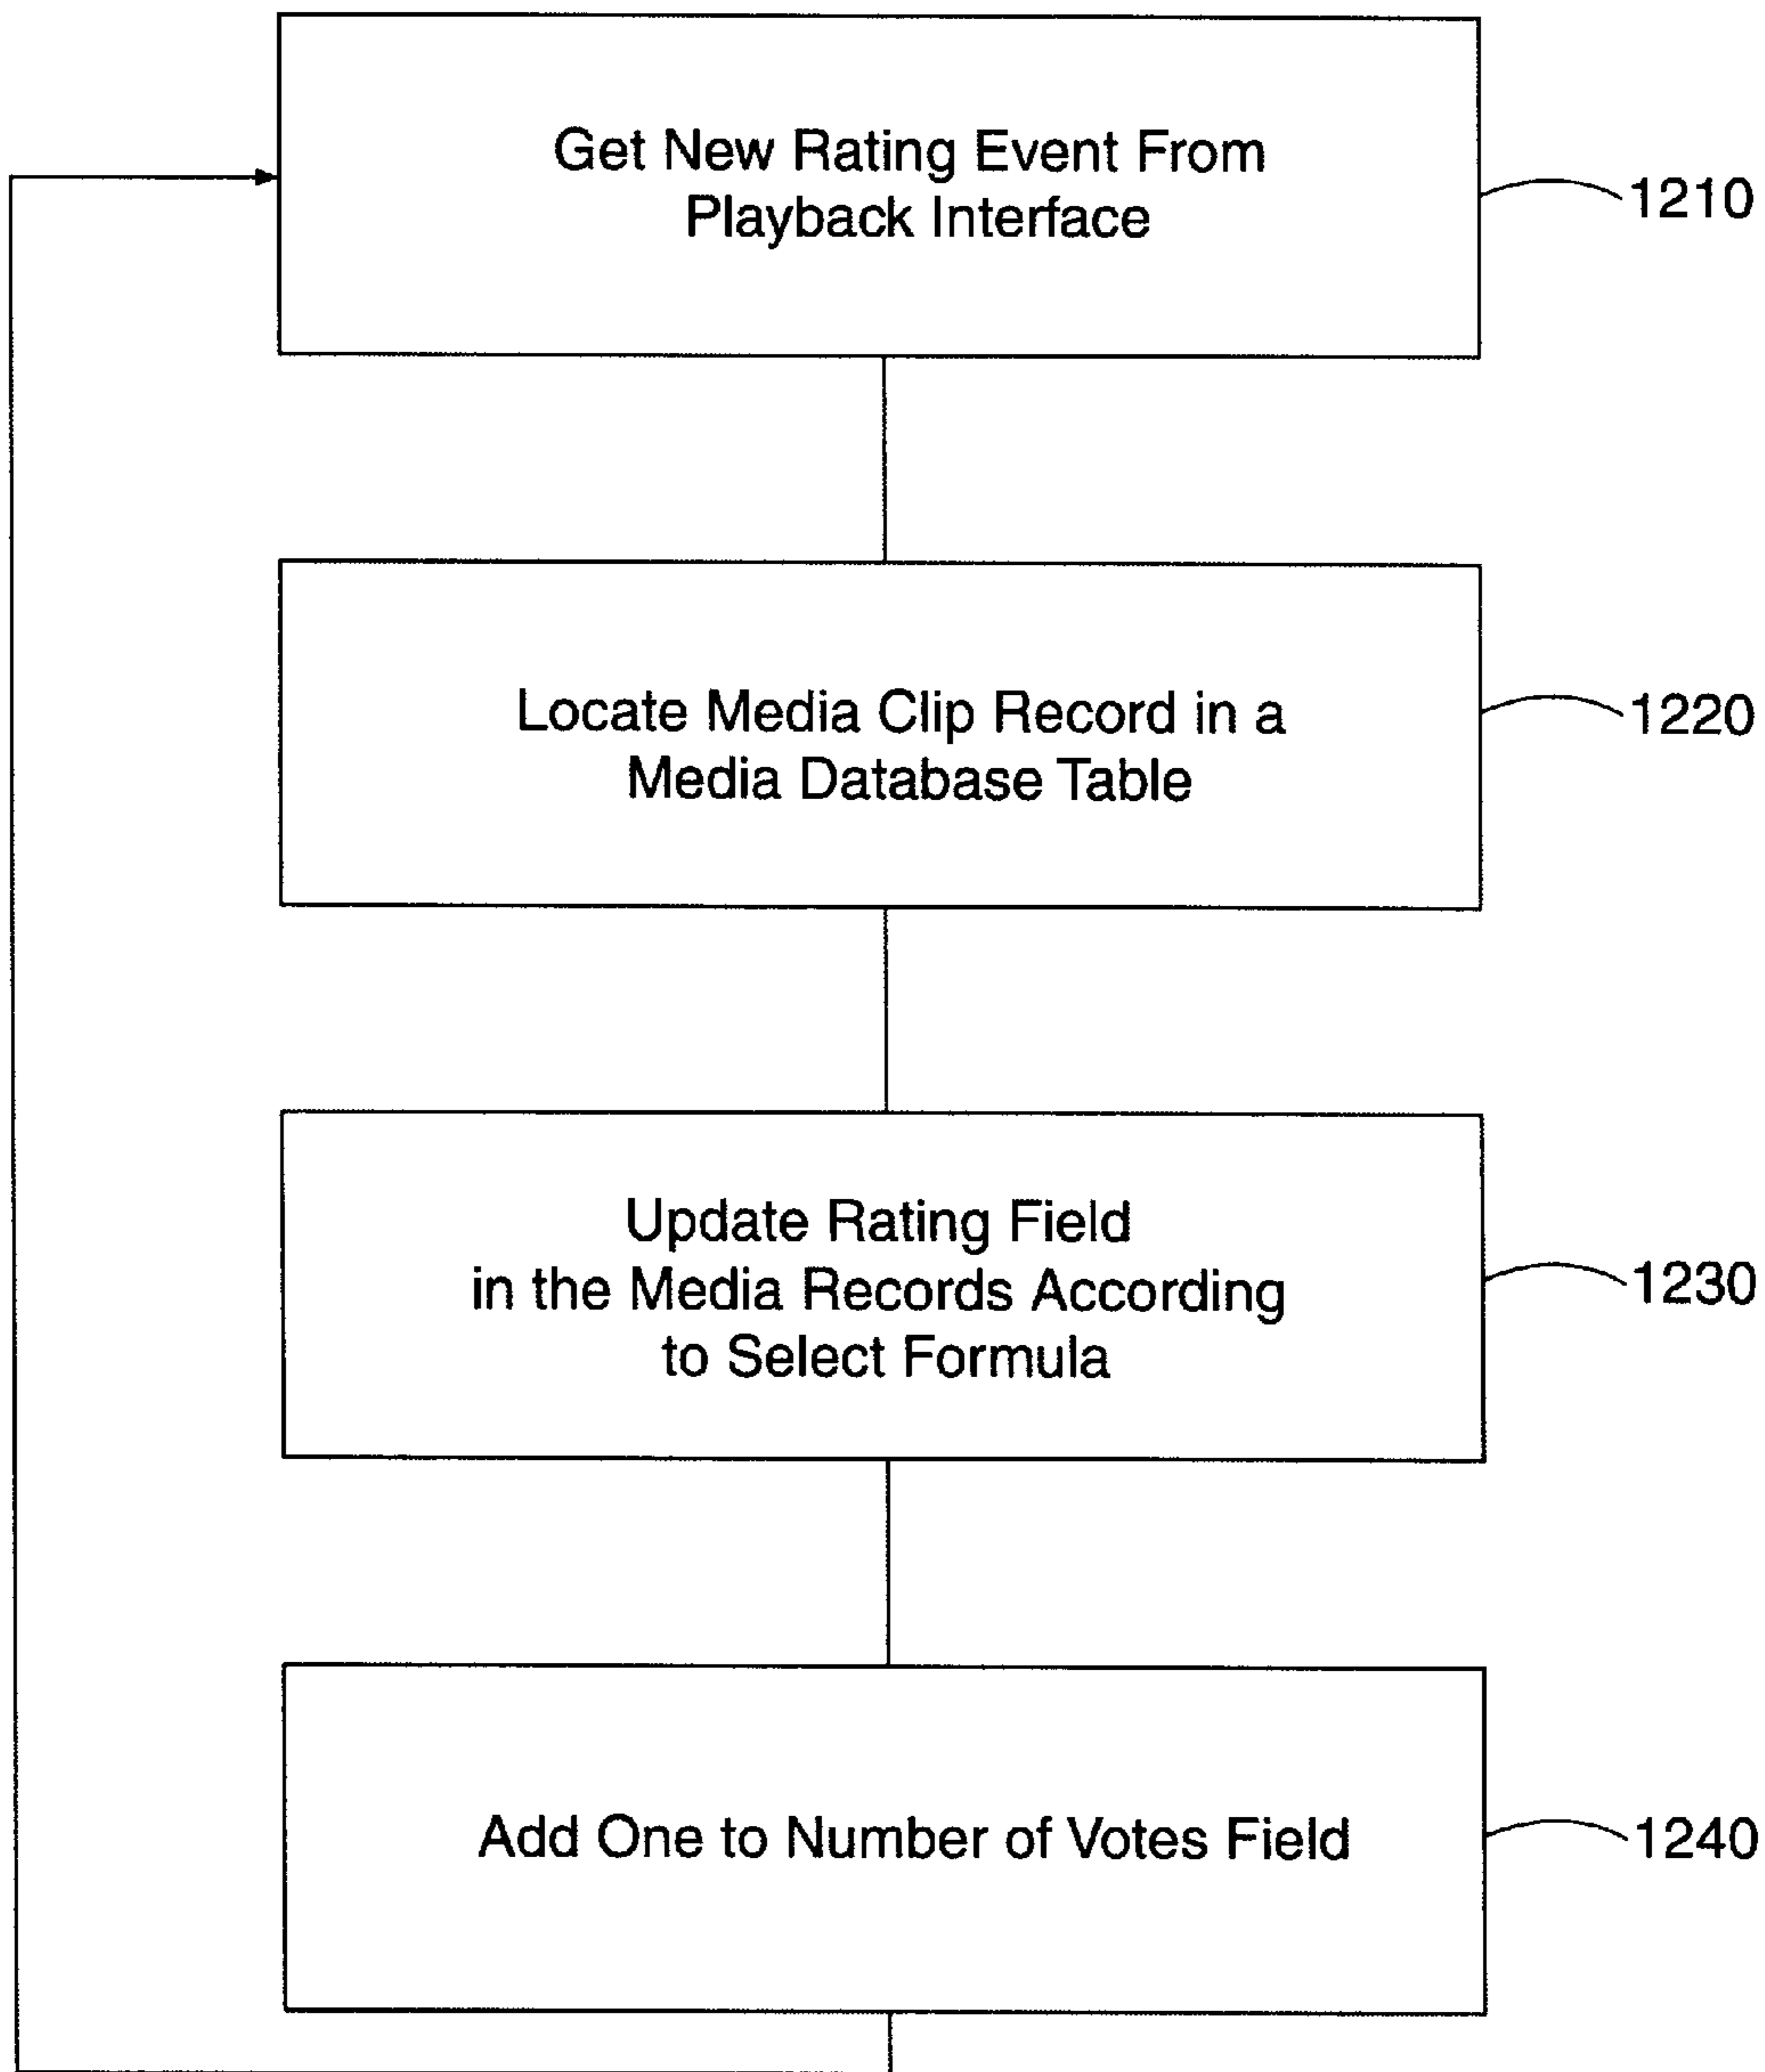 Get New Rating Event From
Playback Interface
1210
Locate Media Clip Record in a
Media Database Table
1220
Update Rating Field
in the Media Records According
to Select Formula
1230
Add One to Number of Votes Field
1240